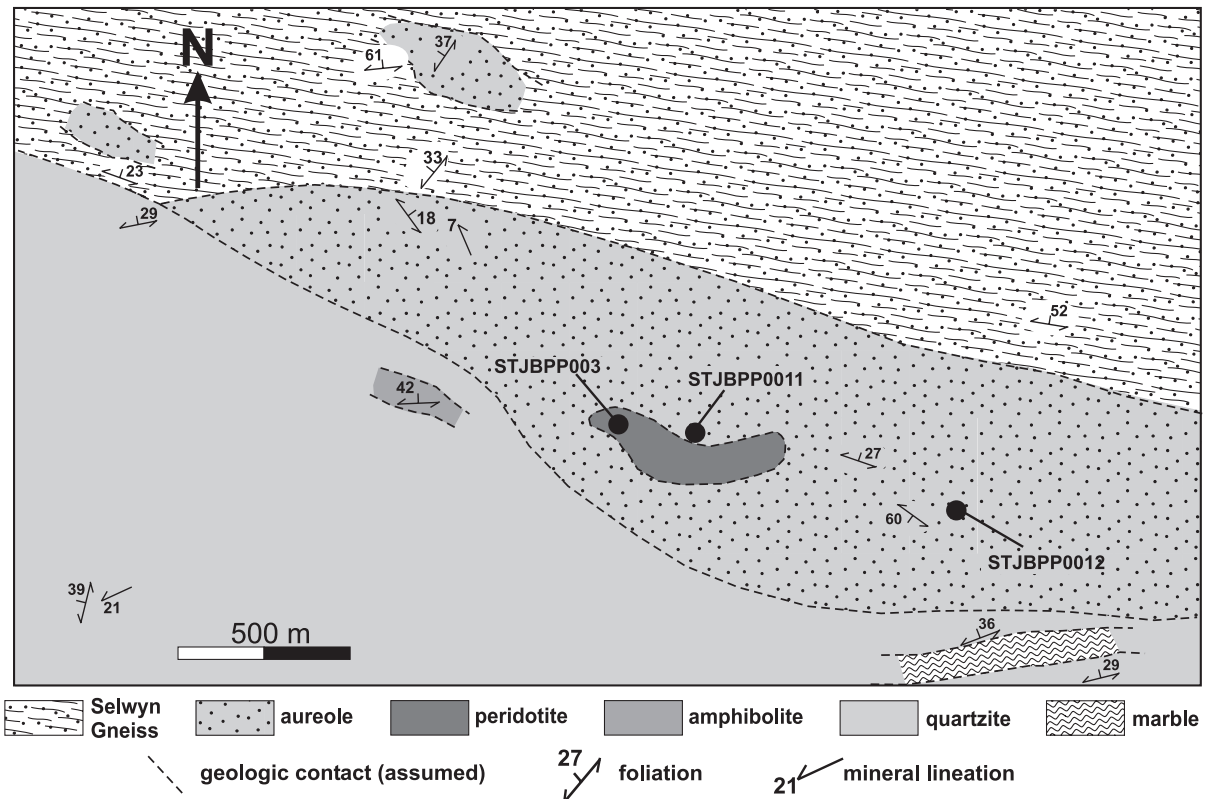 37
61
N
23
33
29
18
7
52
STJBPP003
STJBPP0011
42
27
60
STJBPP0012
39
21
500 m
36
29
Selwyn
Gneiss
aureole
peridotite
amphibolite
quartzite
marble
geologic contact (assumed)
27
foliation
21
mineral lineation